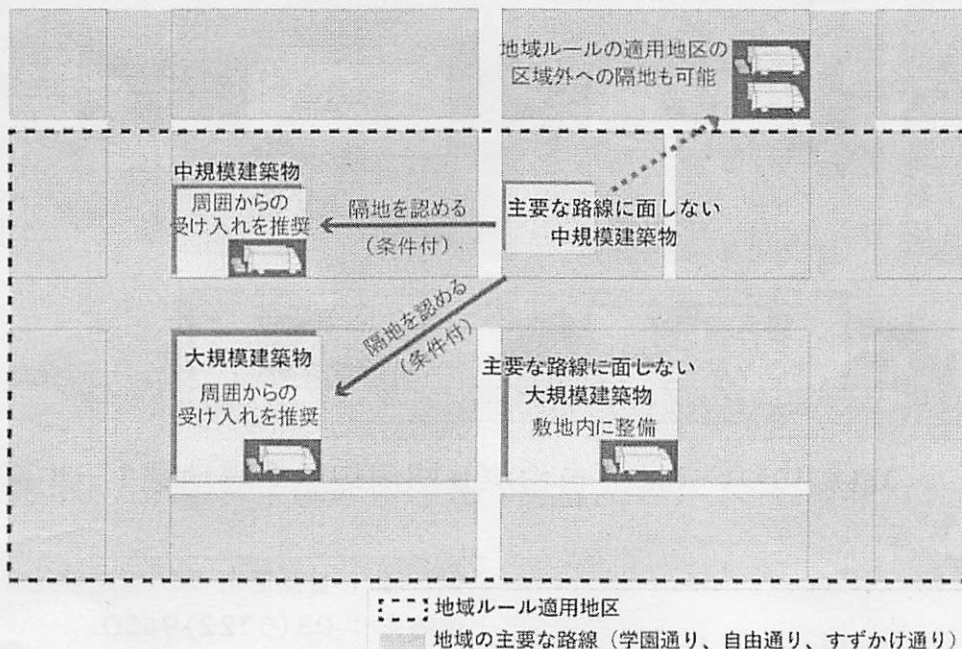 地域ルールの適用地区の
区域外への隔地も可能
中規模建築物
周囲からの
受け入れを推奨
隔地を認める
(条件付)
主要な路線に面しない
中規模建築物
隔地を認める
(条件付)
大規模建築物
周囲からの
受け入れを推奨
主要な路線に面しない
大規模建築物
敷地内に整備
地域ルール適用地区
地域の主要な路線(学園通り、自由通り、すずかけ通り)